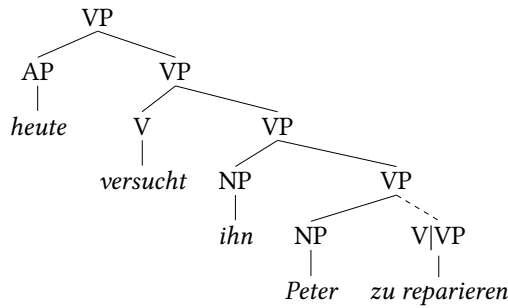 VP
AP VP
heute V VP
versucht NP VP
ihn NP V|VP
Peter zu reparieren